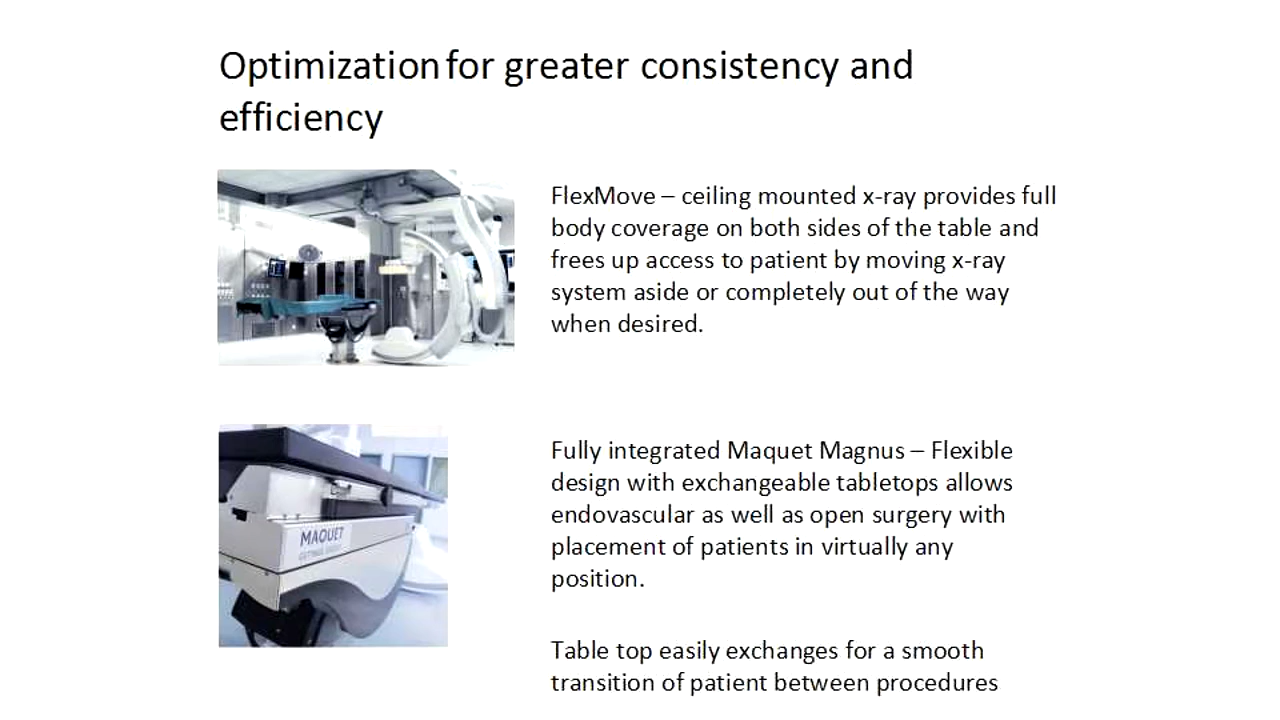 Optimization for greater consistency and
efficiency
FlexMove – ceiling mounted x-ray provides full
body coverage on both sides of the table and
frees up access to patient by moving x-ray
system aside or completely out of the way
when desired.
MAQUET
Fully integrated Maquet Magnus – Flexible
design with exchangeable tabletops allows
endovascular as well as open surgery with
placement of patients in virtually any
position.
Table top easily exchanges for a smooth
transition of patient between procedures